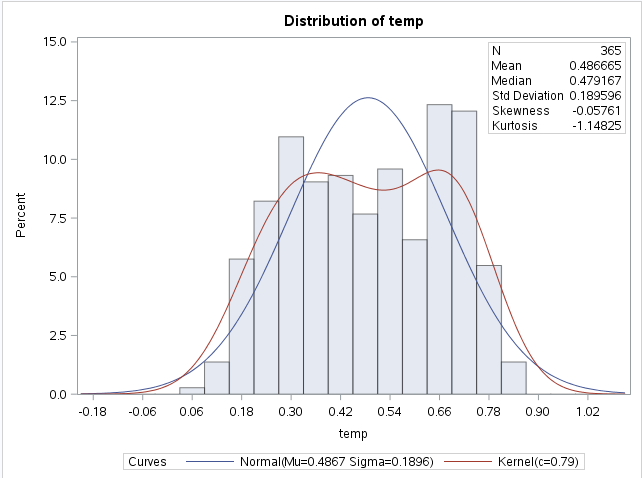 Distribution of temp
N 365
Mean 0.486665
Median 0.479167
Std Deviation 0.189596
Skewness -0.05761
Kurtosis -1.14825
15.0
12.5
10.0
7.5
5.0
2.5
0.0
Percent
-0.18 -0.06 0.06 0.18 0.30 0.42 0.54 0.66 0.78 0.90 1.02
temp
Curves Normal(Mu=0.4867 Sigma=0.1896) Kernel(c=0.79)